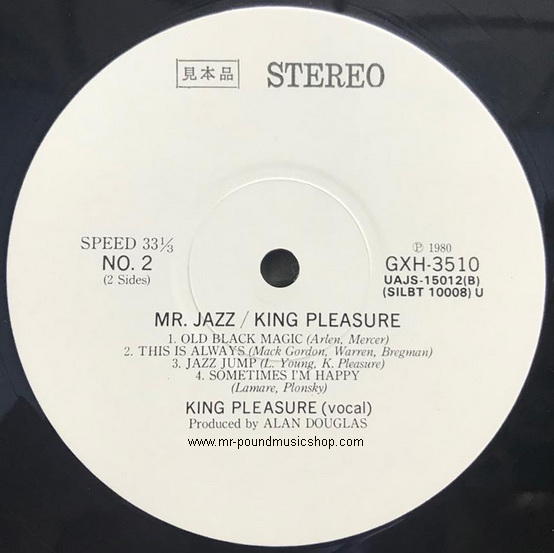 見本品 STEREO
SPEED 33⅓
NO. 2
(2 Sides)
Ⓟ 1980
GXH-3510
UAJS-15012(B)
(SILBT 10008) U
MR. JAZZ / KING PLEASURE
1. OLD BLACK MAGIC (Arlen, Mercer)
2. THIS IS ALWAYS (Mack Gordon, Warren, Bregman)
3. JAZZ JUMP (L. Young, K. Pleasure)
4. SOMETIMES I'M HAPPY
(Lamare, Plonsky)
KING PLEASURE (vocal)
Produced by ALAN DOUGLAS
www.mr-poundmusicshop.com